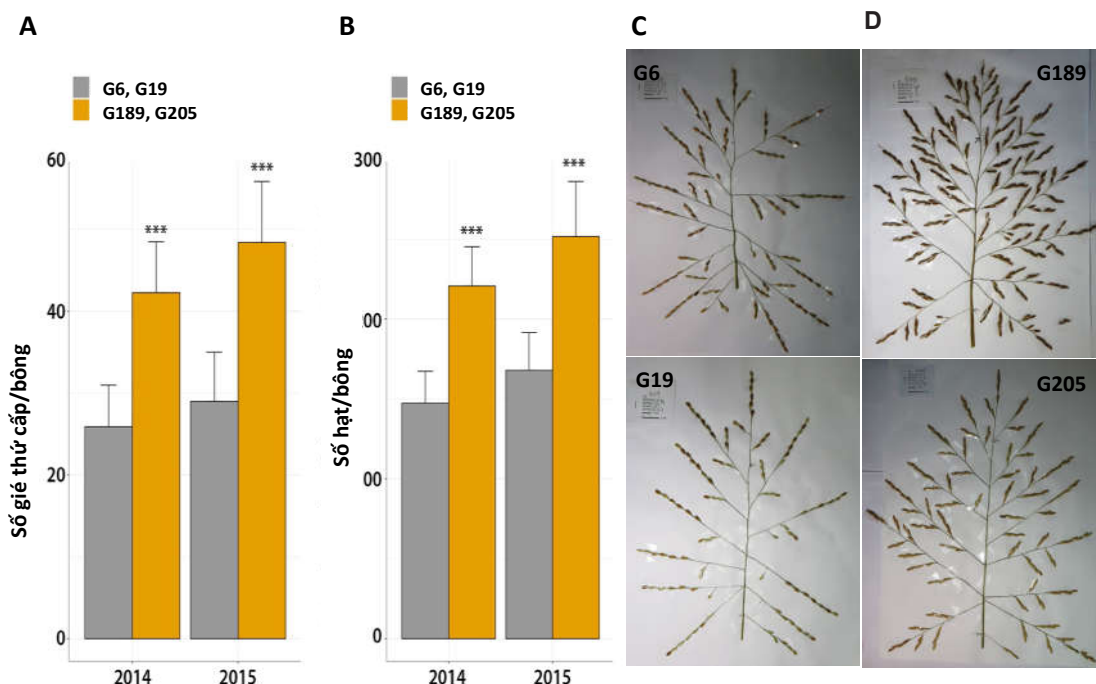 A
G6, G19
G189, G205
Số gié thứ cấp/bông
60
40
20
0
***
***
2014
2015
B
G6, G19
G189, G205
Số hạt/bông
300
00
00
0
***
***
2014
2015
C
G6
G19
D
G189
G205